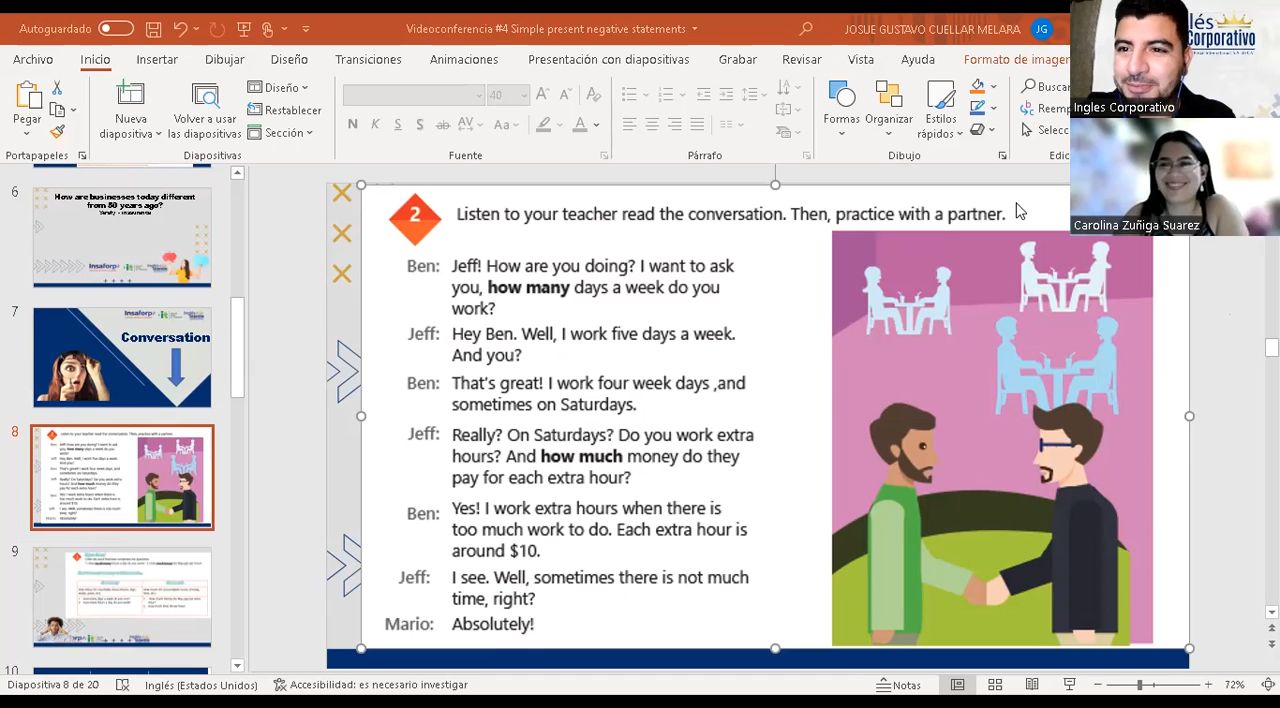 Autoguardado
Videoconferencia #4 Simple present negative statements
JOSUE GUSTAVO CUELLAR MELARA
JG
Archivo Inicio Insertar Dibujar Diseño Transiciones Animaciones Presentación con diapositivas Grabar Revisar Vista Ayuda Formato de imagen
Pegar
Nueva diapositiva
Volver a usar las diapositivas
Diseño
Restablecer
Sección
40
N K S ab Aa A
Formas
Organizar
Estilos rápidos
Buscar
Selecc
Portapapeles Diapositivas Fuente Párrafo Dibujo
Inglés Corporativo
Ingles Corporativo
Carolina Zuñiga Suarez
6
How are businesses today different
from 50 years ago?
Insaforp
7
Insaforp
Conversation
8
9
10
2
Listen to your teacher read the conversation. Then, practice with a partner.
Ben: Jeff! How are you doing? I want to ask
you, how many days a week do you
work?
Jeff: Hey Ben. Well, I work five days a week.
And you?
Ben: That's great! I work four week days ,and
sometimes on Saturdays.
Jeff: Really? On Saturdays? Do you work extra
hours? And how much money do they
pay for each extra hour?
Ben: Yes! I work extra hours when there is
too much work to do. Each extra hour is
around $10.
Jeff: I see. Well, sometimes there is not much
time, right?
Mario: Absolutely!
Diapositiva 8 de 20
Inglés (Estados Unidos)
Accesibilidad: es necesario investigar
Notas
72%